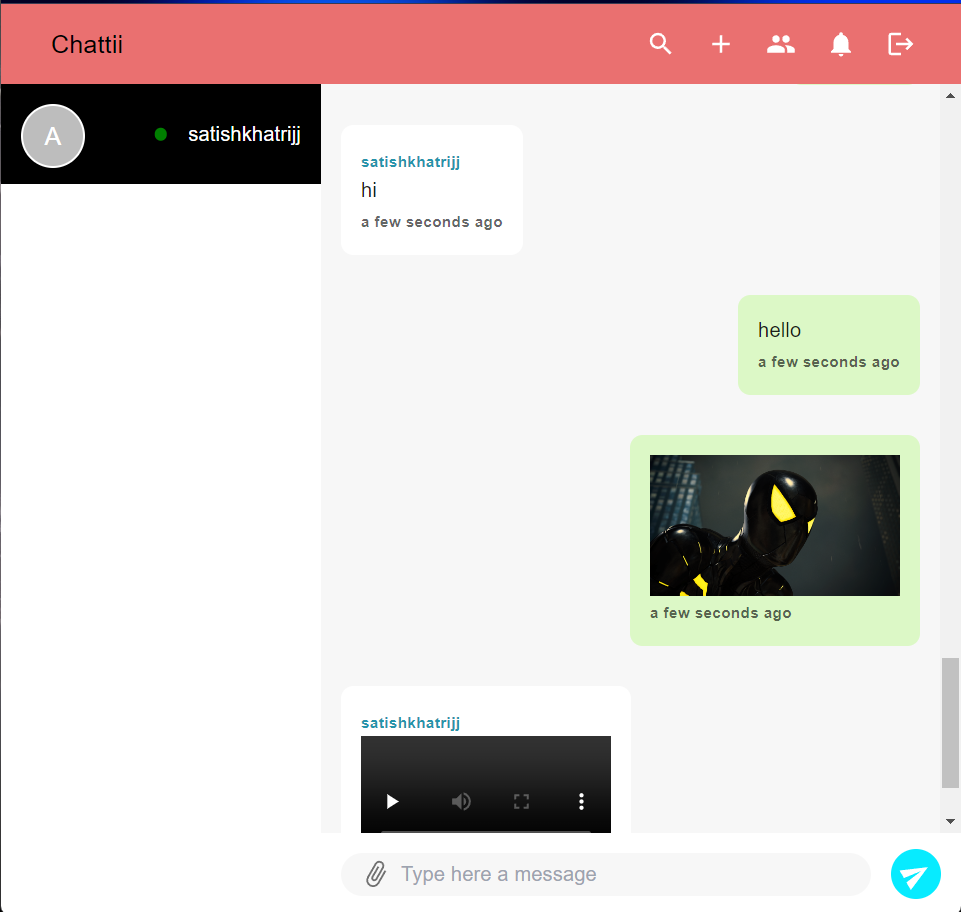 Chattii
A
satishkhatrijj
satishkhatrijj
hi
a few seconds ago
hello
a few seconds ago
a few seconds ago
satishkhatrijj
Type here a message